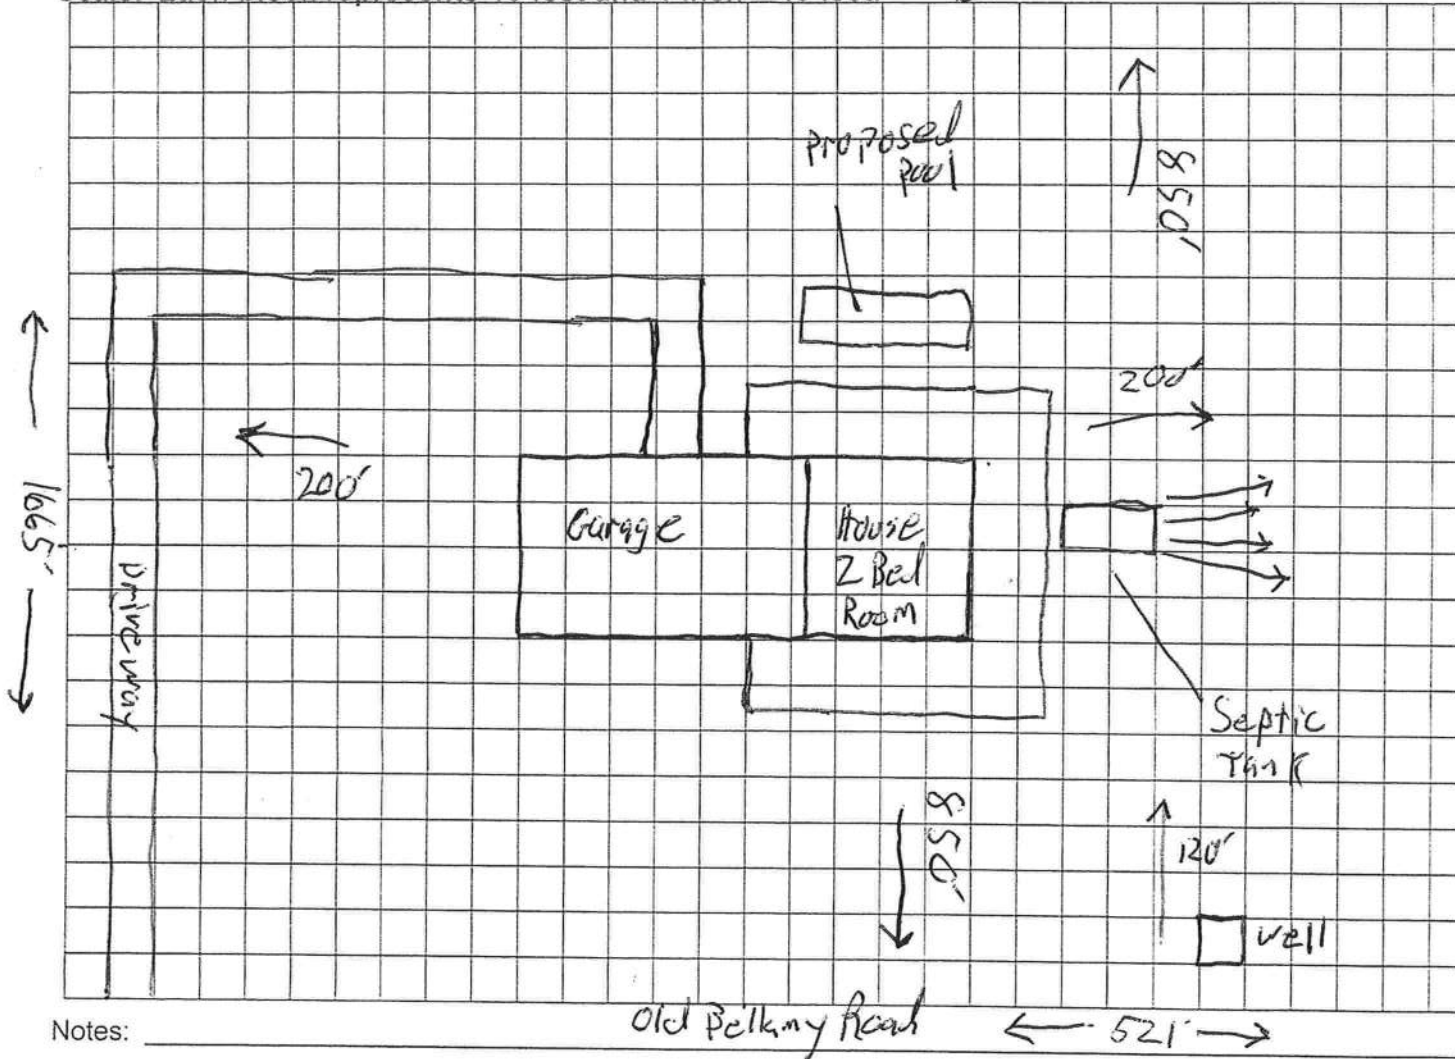 proposed
pool
850'
200'
200'
1665'
Garage
House
2 Bed
Room
Driveway
Septic
Tank
850'
120'
well
Old Bellamy Road
521'
Notes: